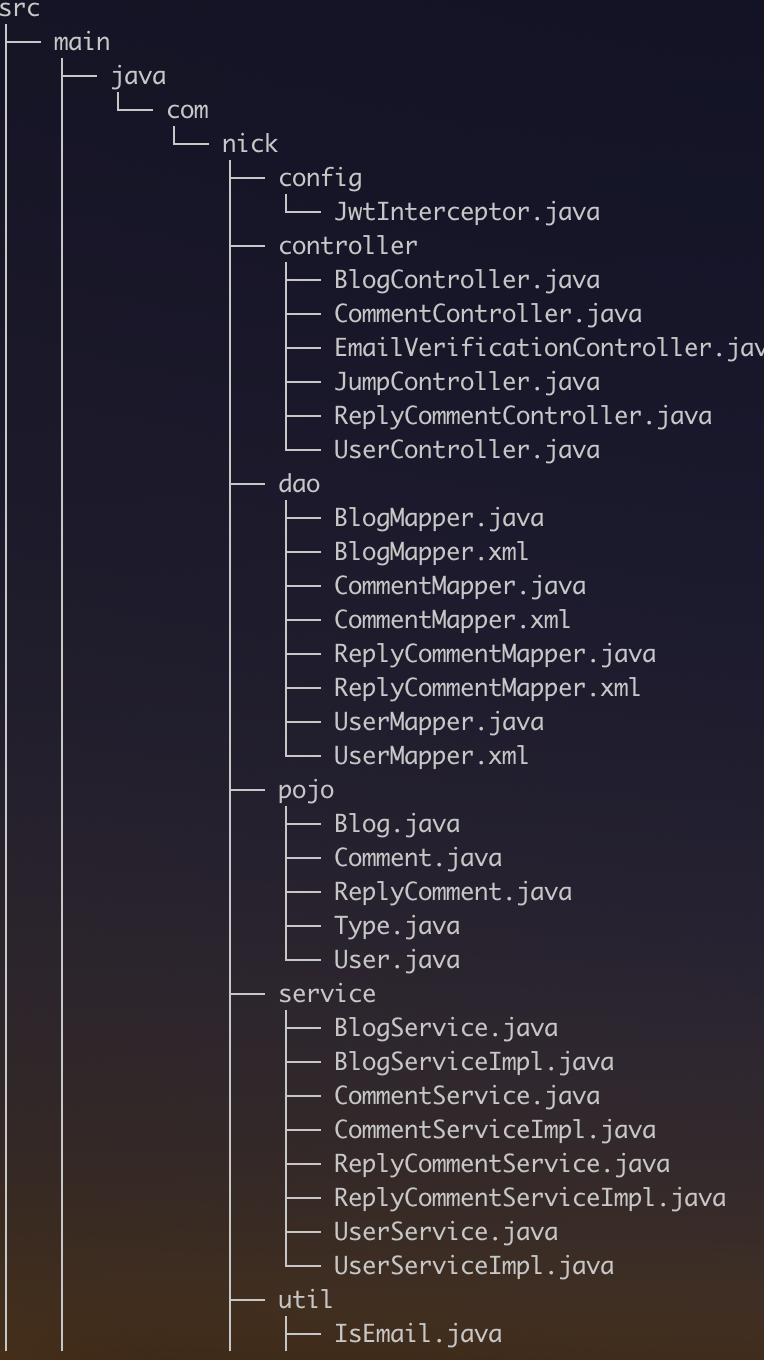 src
main
java
com
nick
config
JwtInterceptor.java
controller
BlogController.java
CommentController.java
EmailVerificationController.jav
JumpController.java
ReplyCommentController.java
UserController.java
dao
BlogMapper.java
BlogMapper.xml
CommentMapper.java
CommentMapper.xml
ReplyCommentMapper.java
ReplyCommentMapper.xml
UserMapper.java
UserMapper.xml
pojo
Blog.java
Comment.java
ReplyComment.java
Type.java
User.java
service
BlogService.java
BlogServiceImpl.java
CommentService.java
CommentServiceImpl.java
ReplyCommentService.java
ReplyCommentServiceImpl.java
UserService.java
UserServiceImpl.java
util
IsEmail.java